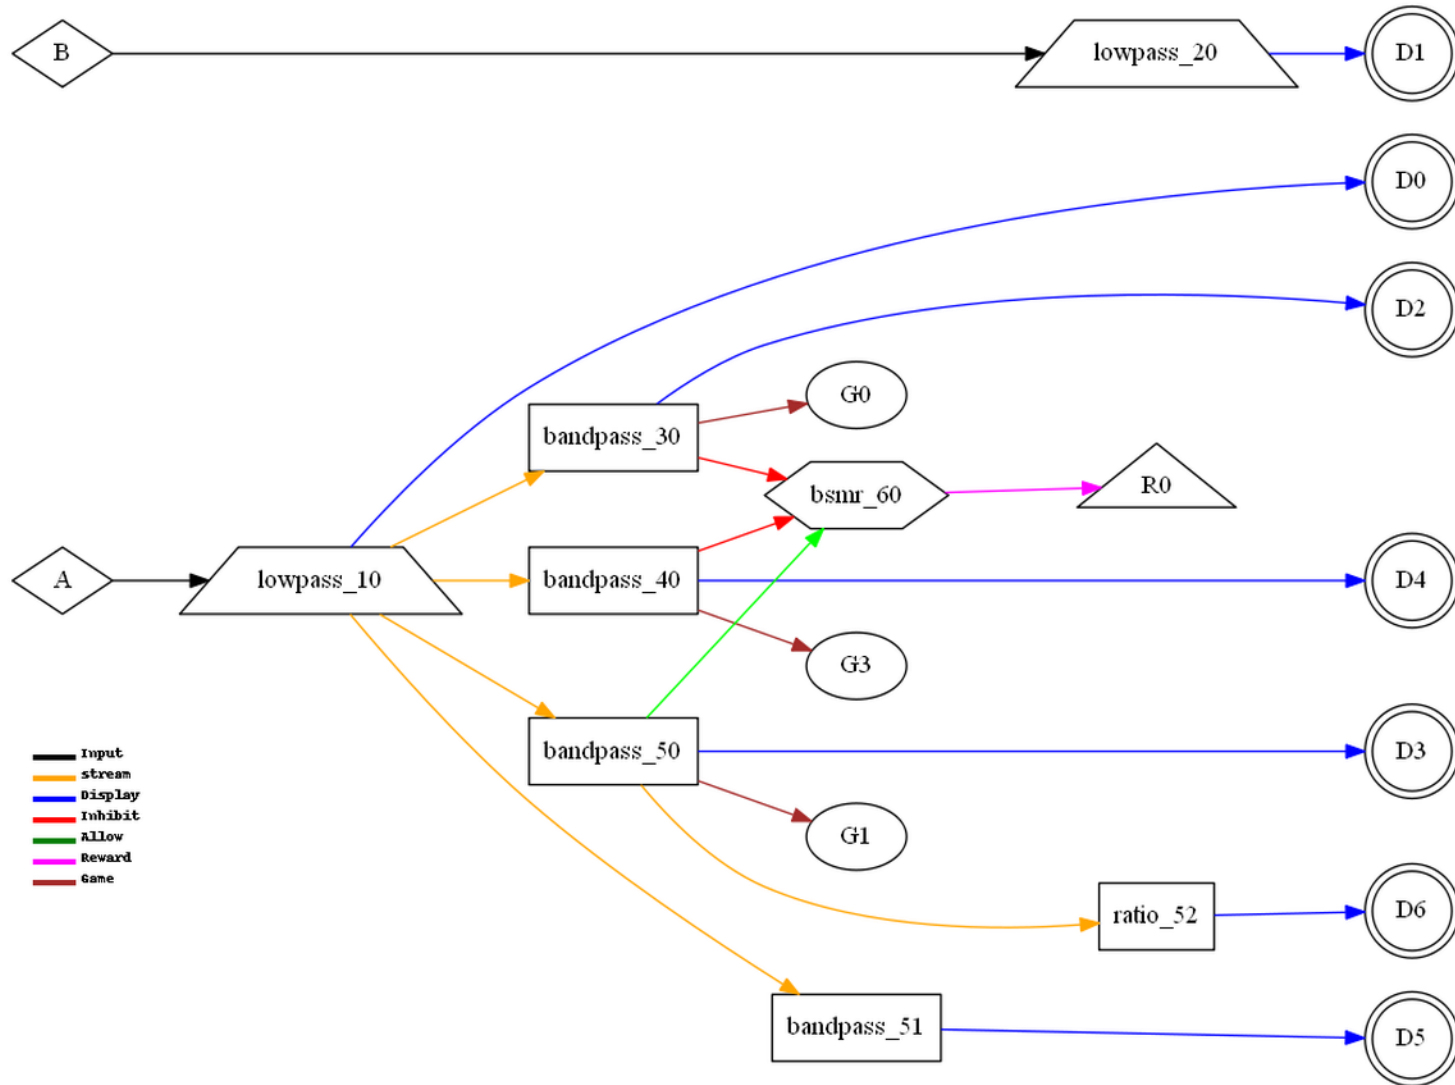 B
lowpass_20
D1
D0
D2
G0
bandpass_30
bsmr_60
R0
A
lowpass_10
bandpass_40
D4
G3
bandpass_50
D3
G1
Input
stream
Display
Inhibit
Allow
Reward
Game
ratio_52
D6
bandpass_51
D5